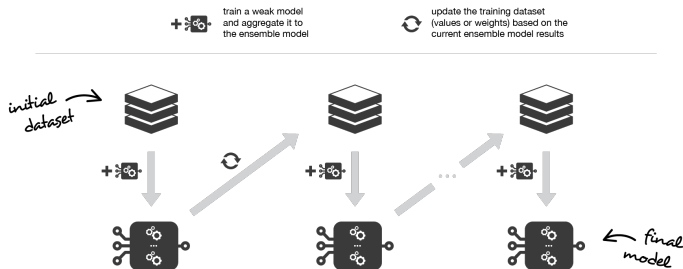 train a weak model
and aggregate it to
the ensemble model
update the training dataset
(values or weights) based on the
current ensemble model results
initial
dataset
final
model